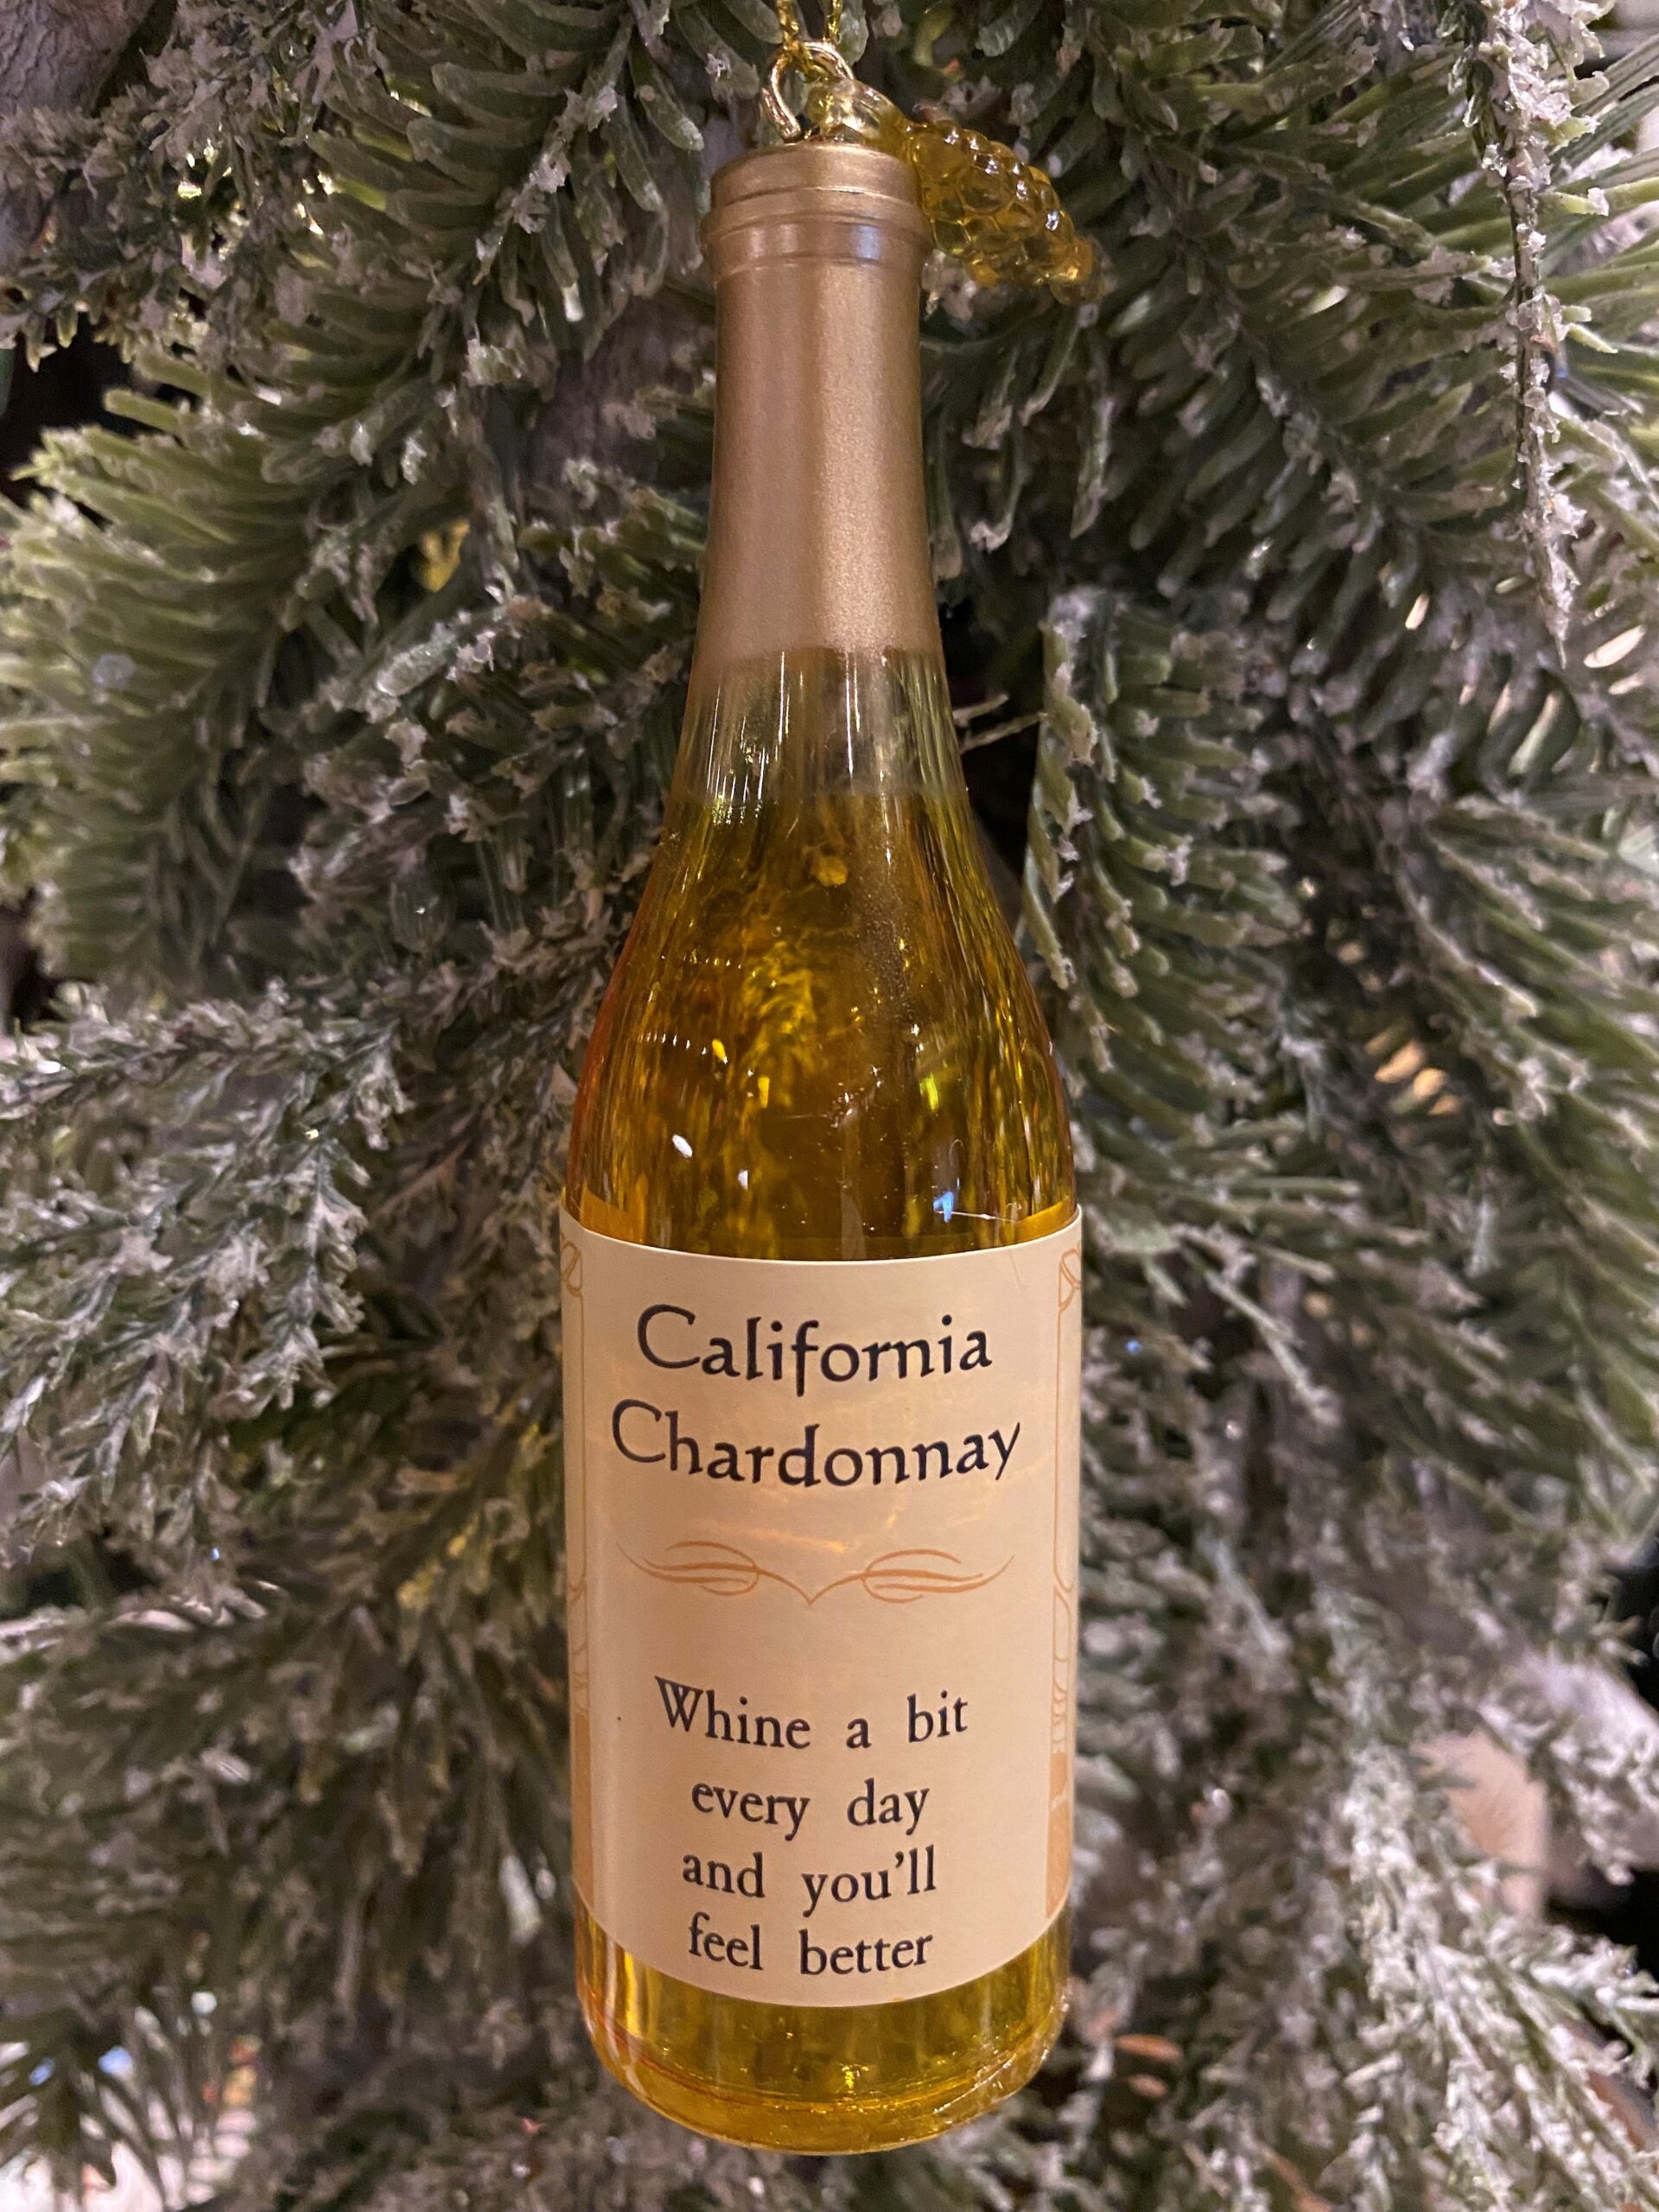 California
Chardonnay
Whine a bit
every day
and you'll
feel better